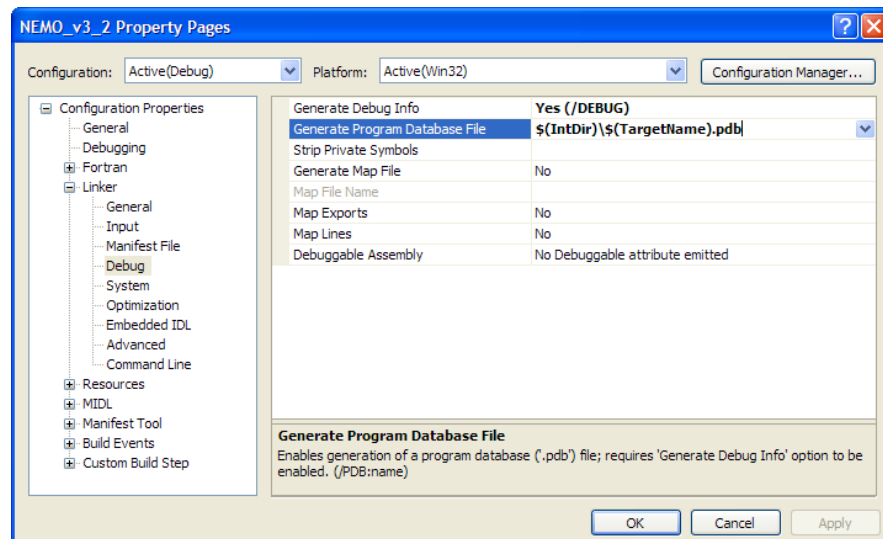 NEMO_v3_2 Property Pages
Configuration: Active(Debug) Platform: Active(Win32) Configuration Manager...
Configuration Properties
General
Debugging
Fortran
Linker
General
Input
Manifest File
Debug
System
Optimization
Embedded IDL
Advanced
Command Line
Resources
MIDL
Manifest Tool
Build Events
Custom Build Step
Generate Debug Info Yes (/DEBUG)
Generate Program Database File $(IntDir)\$(TargetName).pdb
Strip Private Symbols
Generate Map File No
Map File Name
Map Exports No
Map Lines No
Debuggable Assembly No Debuggable attribute emitted
Generate Program Database File
Enables generation of a program database ('.pdb') file; requires 'Generate Debug Info' option to be
enabled. (/PDB:name)
OK Cancel Apply